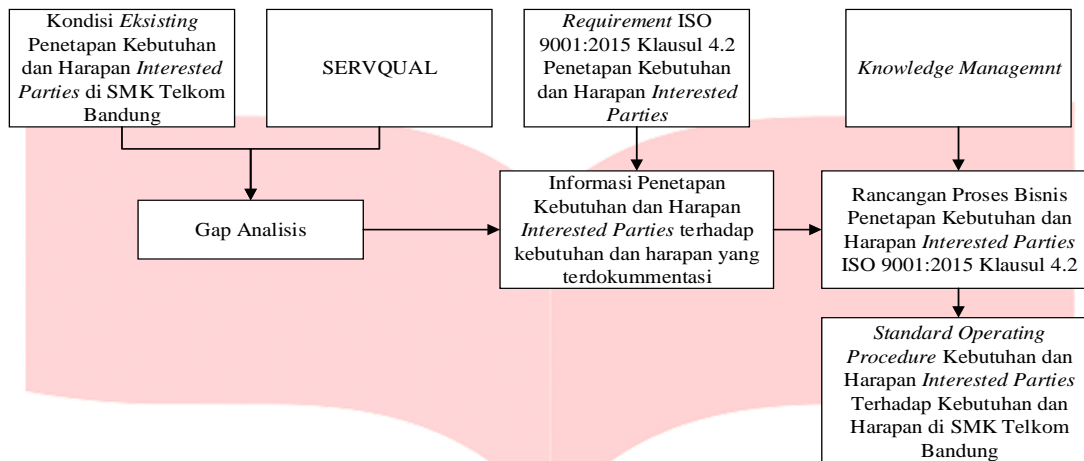 Kondisi Eksisting
Penetapan Kebutuhan
dan Harapan Interested
Parties di SMK Telkom
Bandung
SERVQUAL
Requirement ISO
9001:2015 Klausul 4.2
Penetapan Kebutuhan
dan Harapan Interested
Parties
Knowledge Managemnt
Gap Analisis
Informasi Penetapan
Kebutuhan dan Harapan
Interested Parties terhadap
kebutuhan dan harapan yang
terdokummentasi
Rancangan Proses Bisnis
Penetapan Kebutuhan dan
Harapan Interested Parties
ISO 9001:2015 Klausul 4.2
Standard Operating
Procedure Kebutuhan dan
Harapan Interested Parties
Terhadap Kebutuhan dan
Harapan di SMK Telkom
Bandung